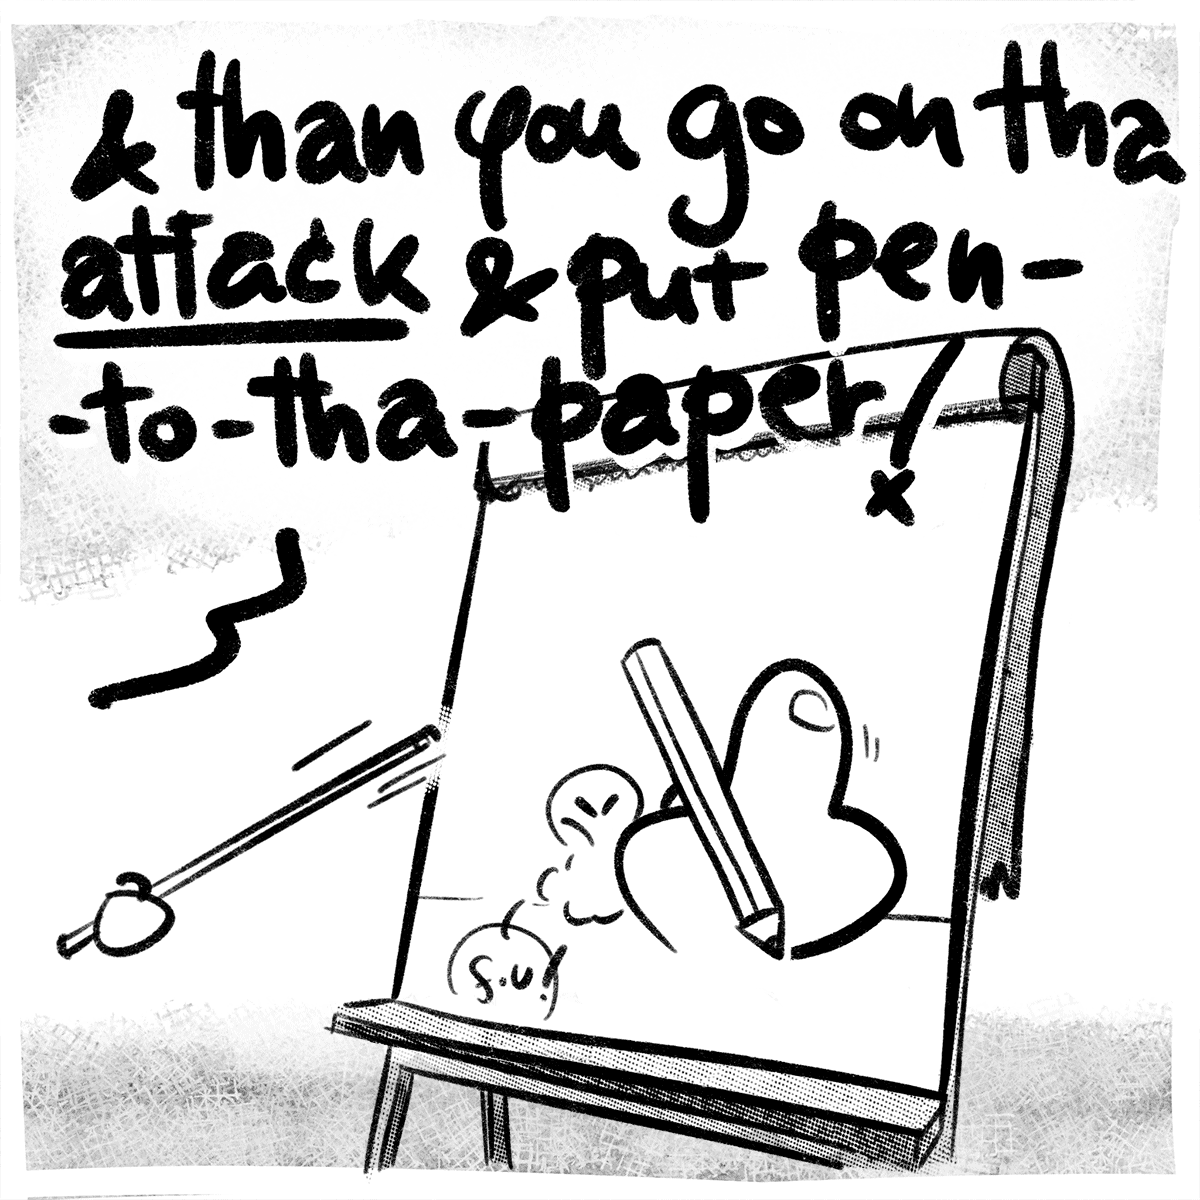 & than you go on tha
attack & put pen-
-to-tha-paper!
f.u!